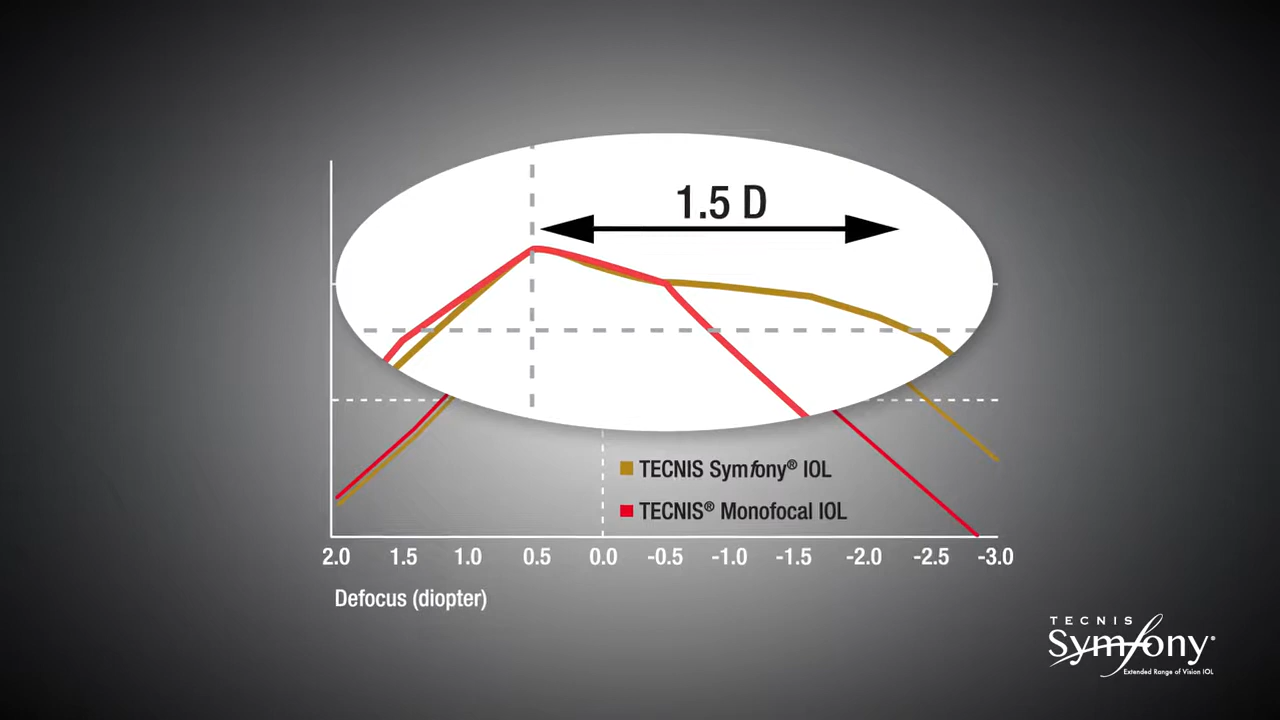 1.5 D
TECNIS Symfony® IOL
TECNIS® Monofocal IOL
2.0 1.5 1.0 0.5 0.0 -0.5 -1.0 -1.5 -2.0 -2.5 -3.0
Defocus (diopter)
TECNIS
Symfony®
Extended Range of Vision IOL